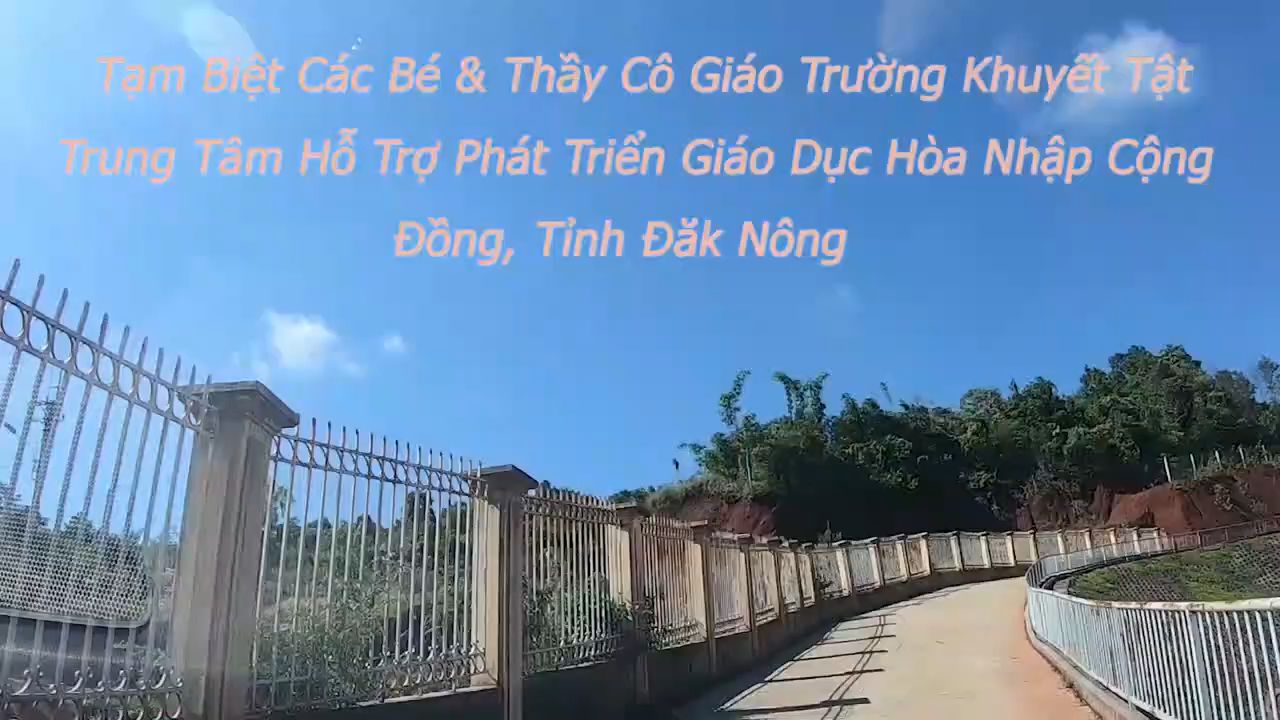 Tạm Biệt Các Bé & Thầy Cô Giáo Trường Khuyết Tật
Trung Tâm Hỗ Trợ Phát Triển Giáo Dục Hòa Nhập Cộng
Đồng, Tỉnh Đăk Nông